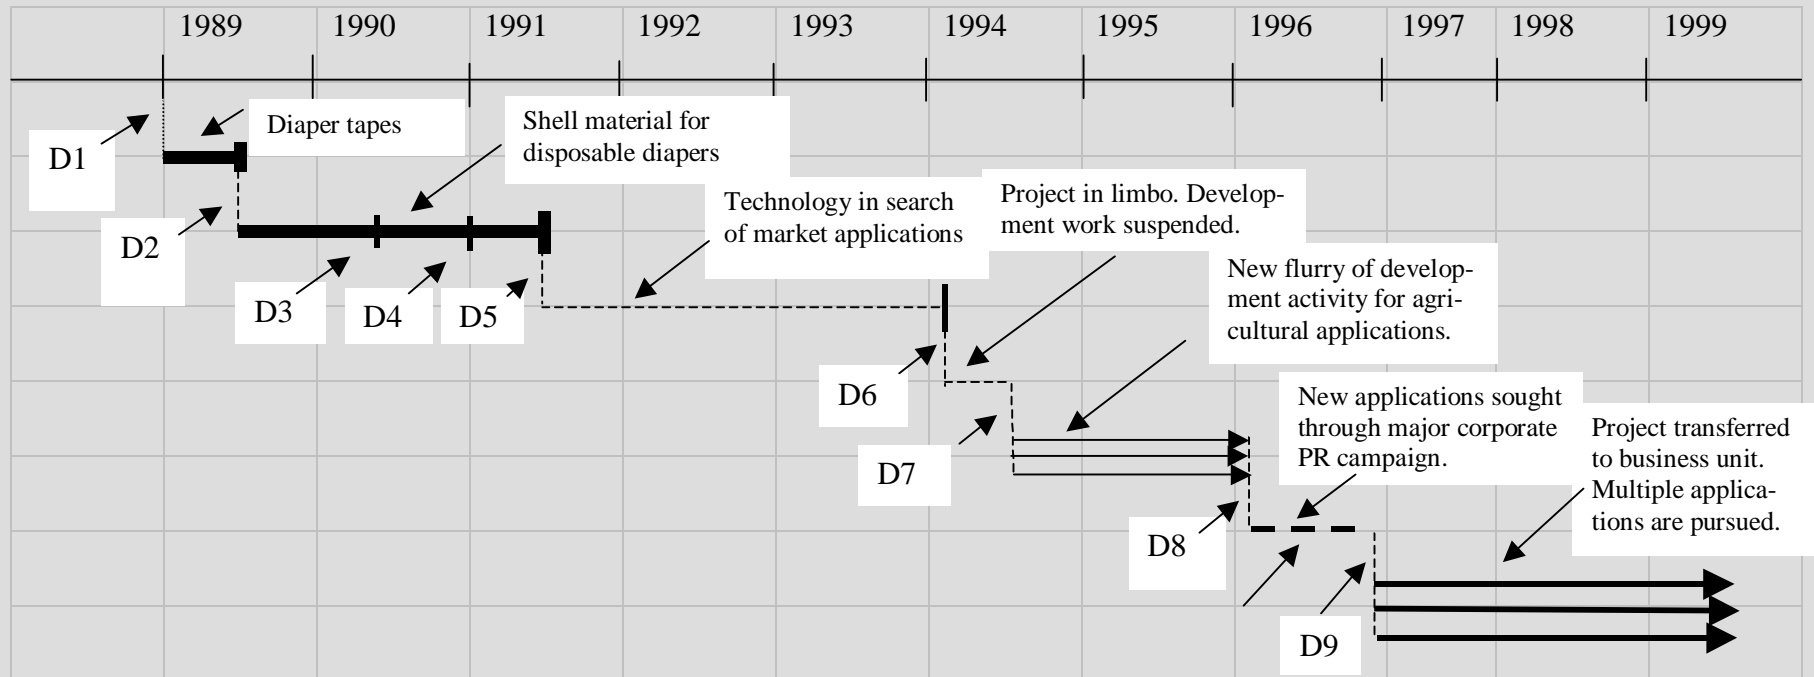 1989
1990
1991
1992
1993
1994
1995
1996
1997
1998
1999
Diaper tapes
Shell material for
disposable diapers
D1
Technology in search
of market applications
Project in limbo. Develop-
ment work suspended.
D2
New flurry of develop-
ment activity for agri-
cultural applications.
D3
D4
D5
D6
New applications sought
through major corporate
PR campaign.
Project transferred
to business unit.
Multiple applica-
tions are pursued.
D7
D8
D9